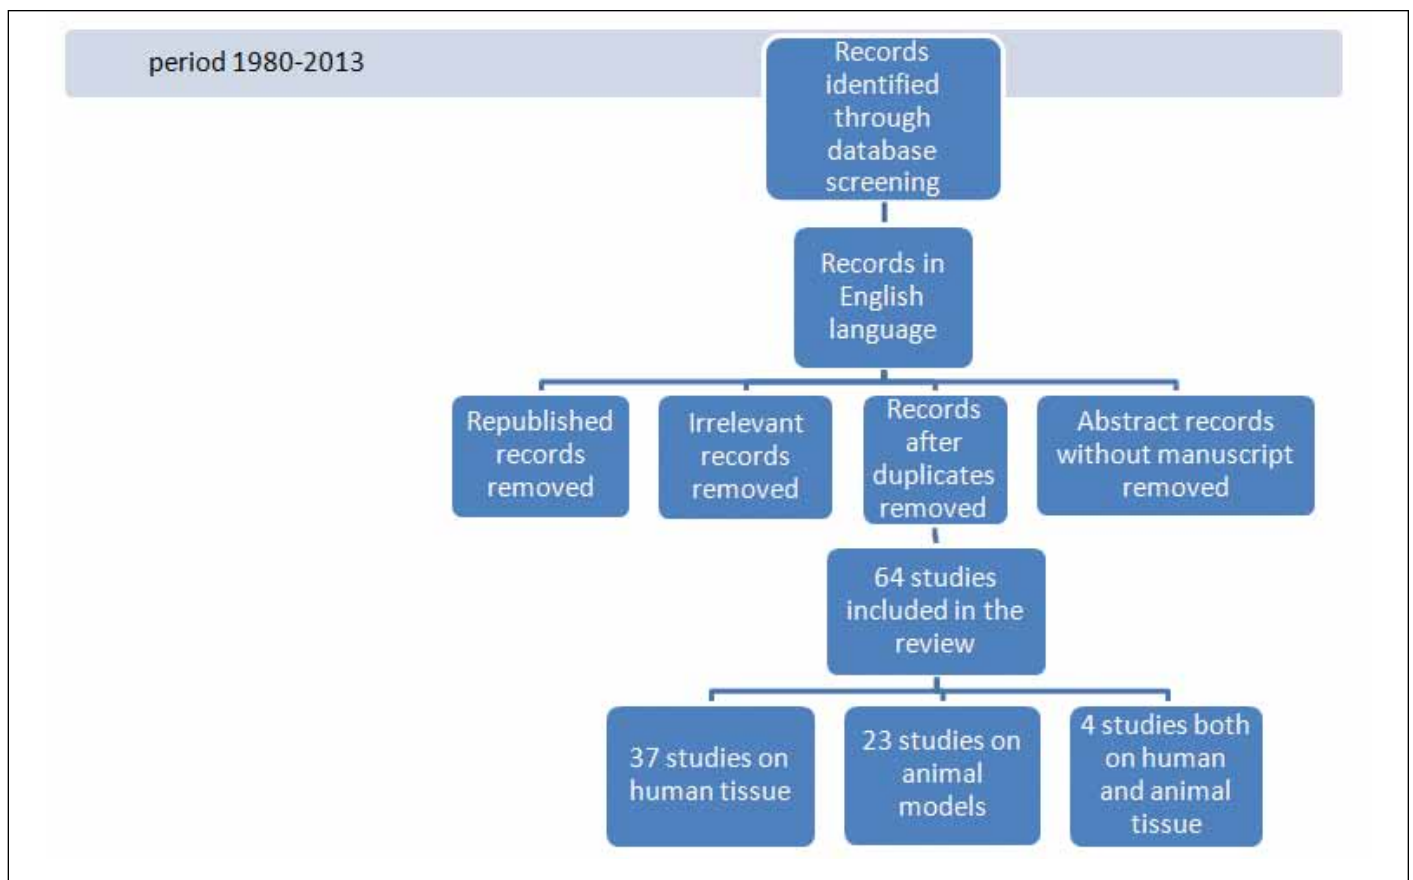 period 1980-2013
Records
identified
through
database
screening
Records in
English
language
Republished
records
removed
Irrelevant
records
removed
Records
after
duplicates
removed
Abstract records
without manuscript
removed
64 studies
included in the
review
37 studies on
human tissue
23 studies on
animal
models
4 studies both
on human
and animal
tissue